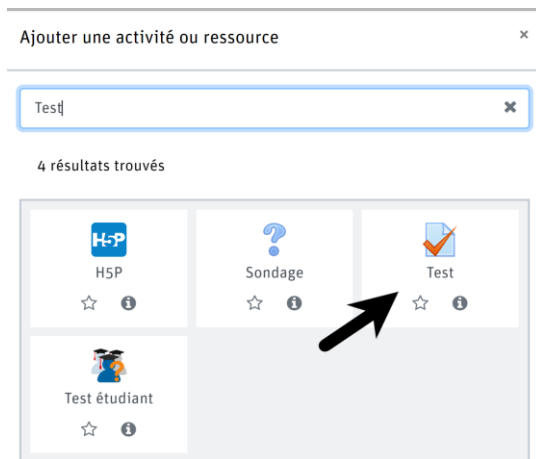 Ajouter une activité ou ressource ×
Test ✖
4 résultats trouvés
H5P
H5P
Sondage
Test
Test étudiant